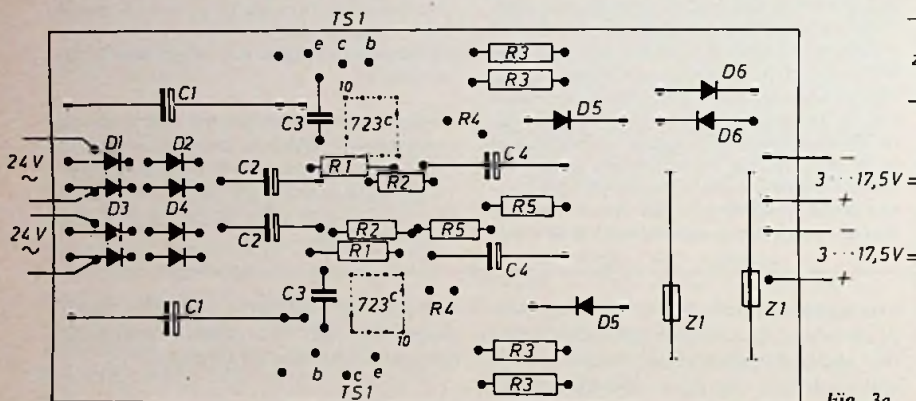 TS1
e c b
R3
R3
D6
C1
10
C3
723c
R4
D5
D6
24V
~
D1 D2
C2
R1
R2
C4
3···17,5V=
−
+
D3 D4
R5
24V
~
C2
R2
R5
R1
C4
−
3···17,5V=
+
C1
C3
723c
10
R4
D5
Z1
Z1
b c e
TS1
R3
R3